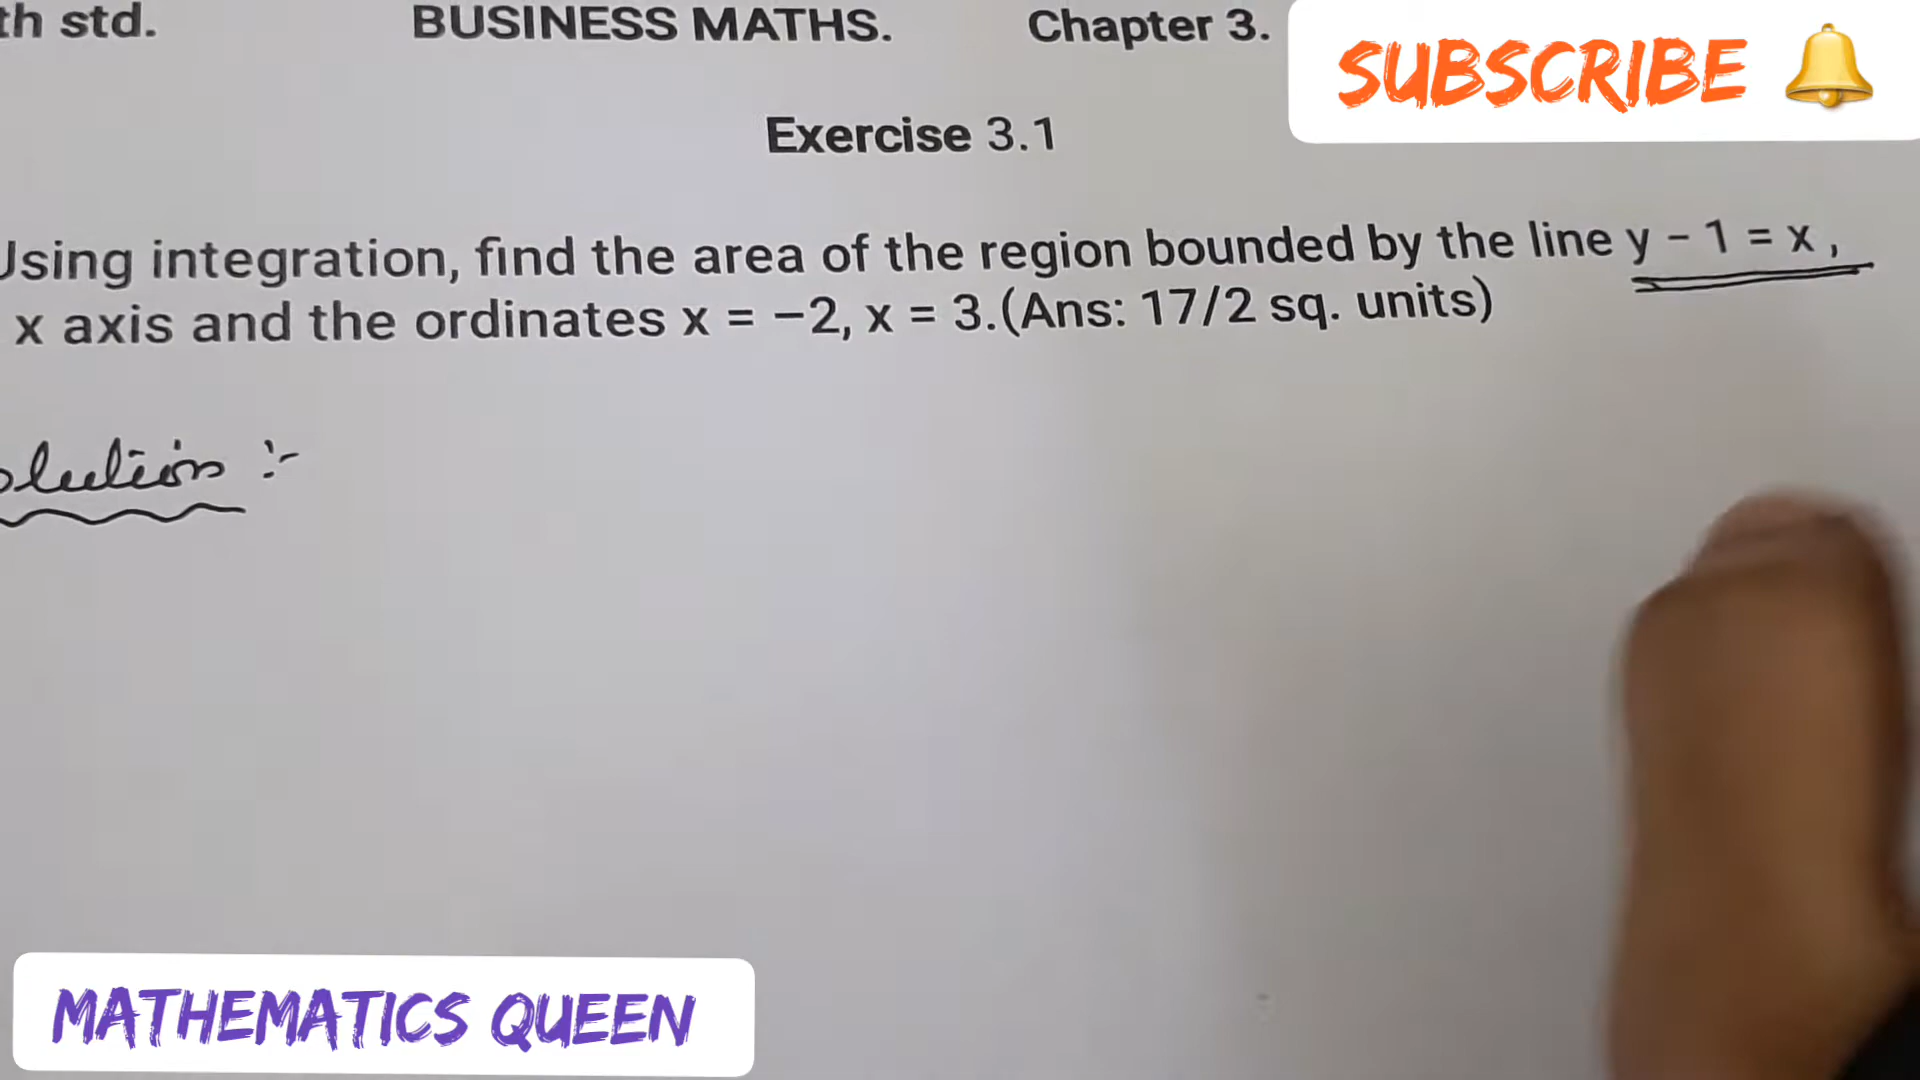 th std. BUSINESS MATHS. Chapter 3.
SUBSCRIBE
Exercise 3.1
Using integration, find the area of the region bounded by the line y − 1 = x ,
x axis and the ordinates x = −2, x = 3.(Ans: 17/2 sq. units)
olution :-
MATHEMATICS QUEEN